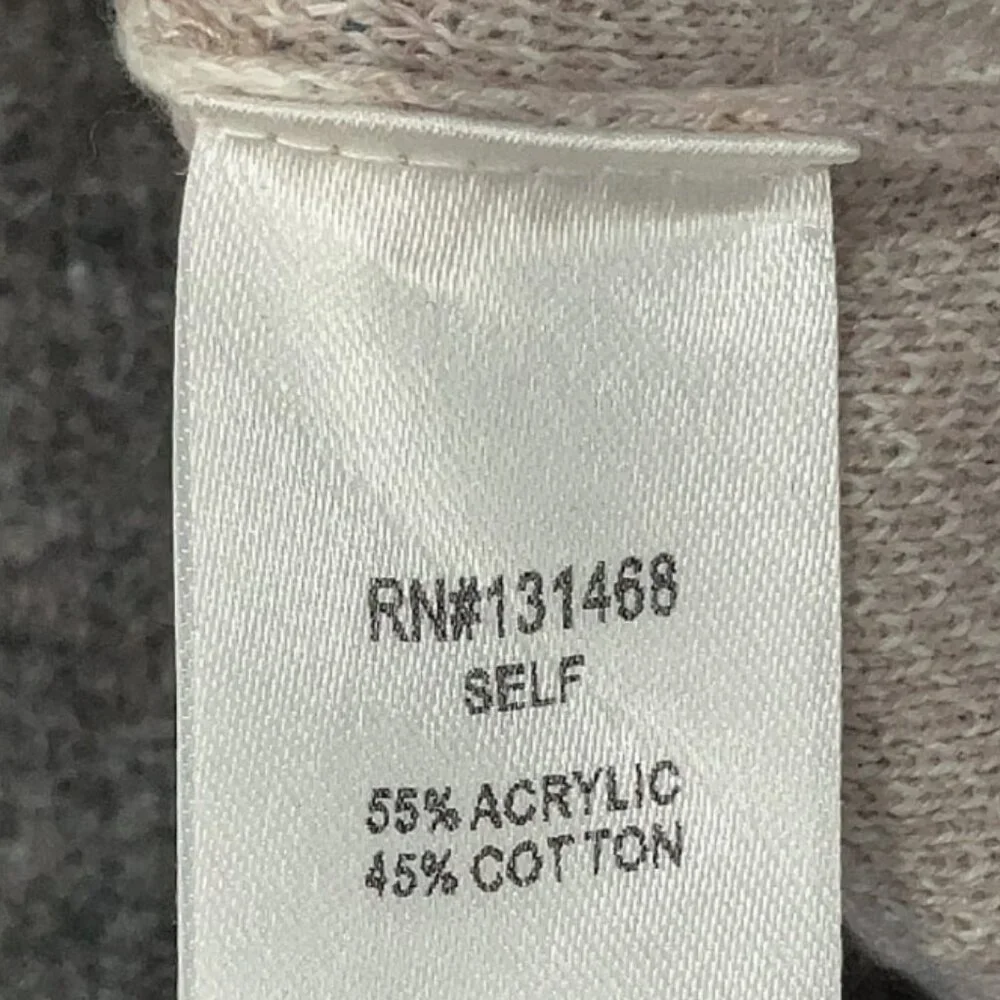 RN#131468
SELF
55% ACRYLIC
45% COTTON